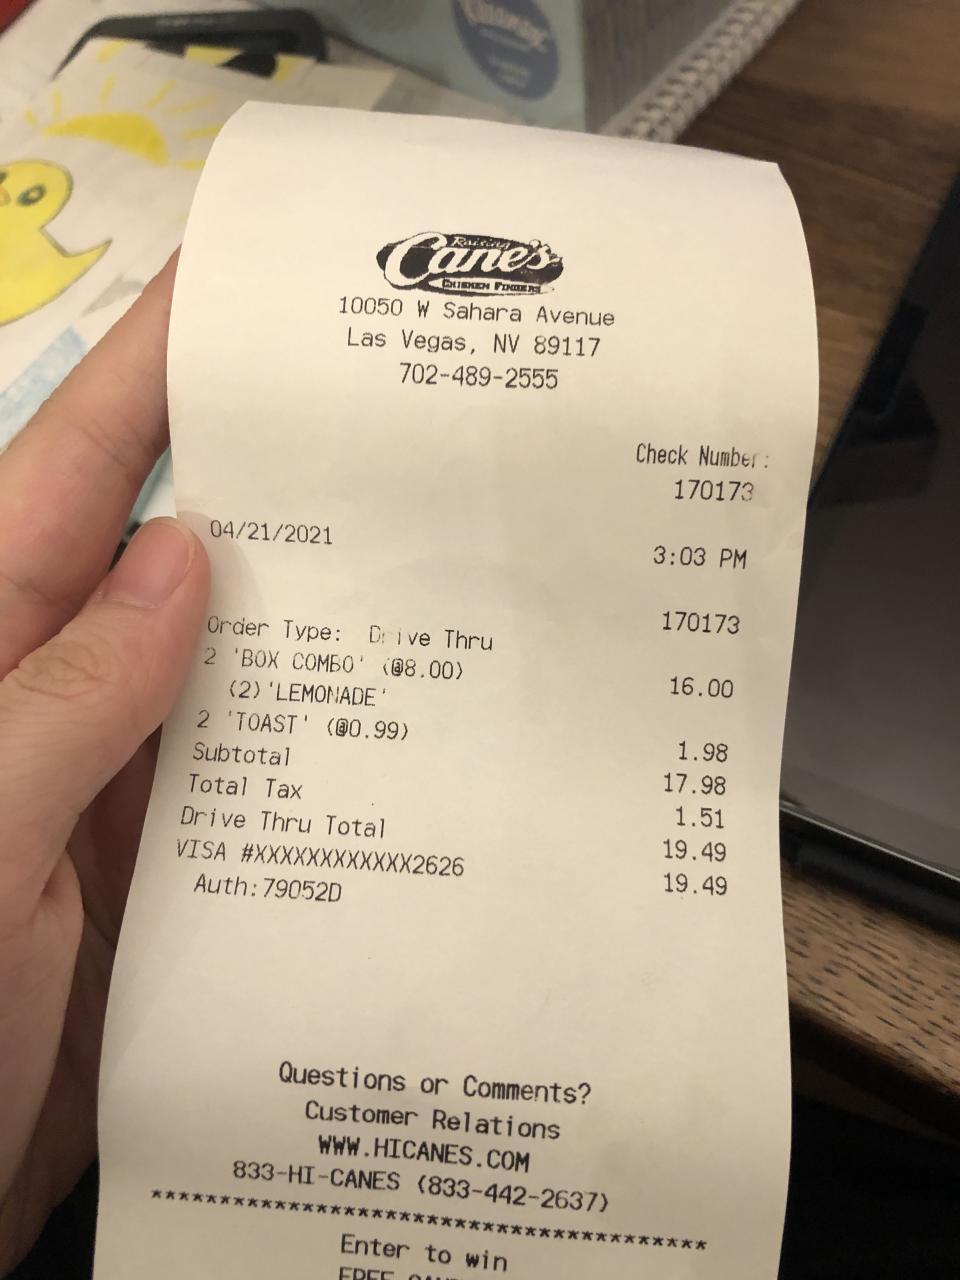 Kleenex
Raising
Cane's
CHICKEN FINGERS
10050 W Sahara Avenue
Las Vegas, NV 89117
702-489-2555
Check Number:
170173
04/21/2021
3:03 PM
170173
Order Type: Drive Thru
2 'BOX COMBO' (@8.00) 16.00
(2)'LEMONADE'
2 'TOAST' (@0.99) 1.98
Subtotal 17.98
Total Tax 1.51
Drive Thru Total 19.49
VISA #XXXXXXXXXXXX2626 19.49
Auth:79052D
Questions or Comments?
Customer Relations
WWW.HICANES.COM
833-HI-CANES (833-442-2637)
*****************************************
Enter to win
FREE